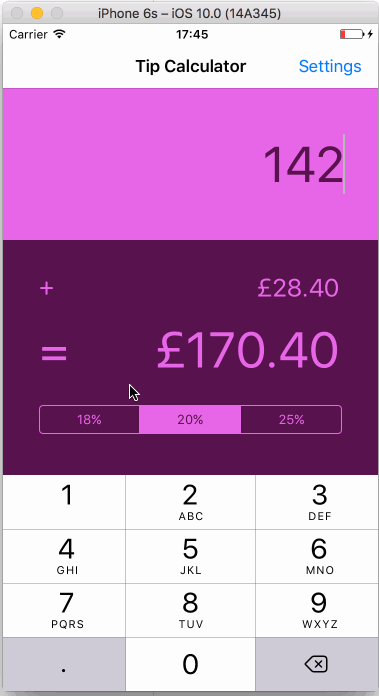 iPhone 6s – iOS 10.0 (14A345)
Carrier 17:45
Tip Calculator Settings
142
+ £28.40
= £170.40
18% 20% 25%
1 2 3
ABC DEF
4 5 6
GHI JKL MNO
7 8 9
PQRS TUV WXYZ
. 0